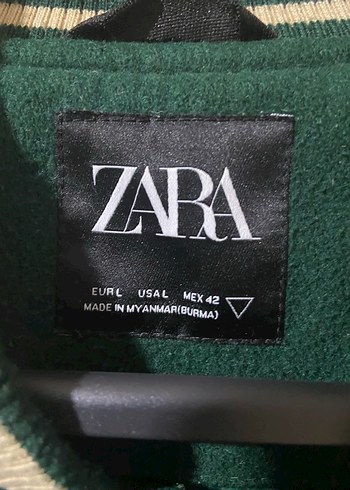 ZARA
EUR L USA L MEX 42
MADE IN MYANMAR(BURMA)